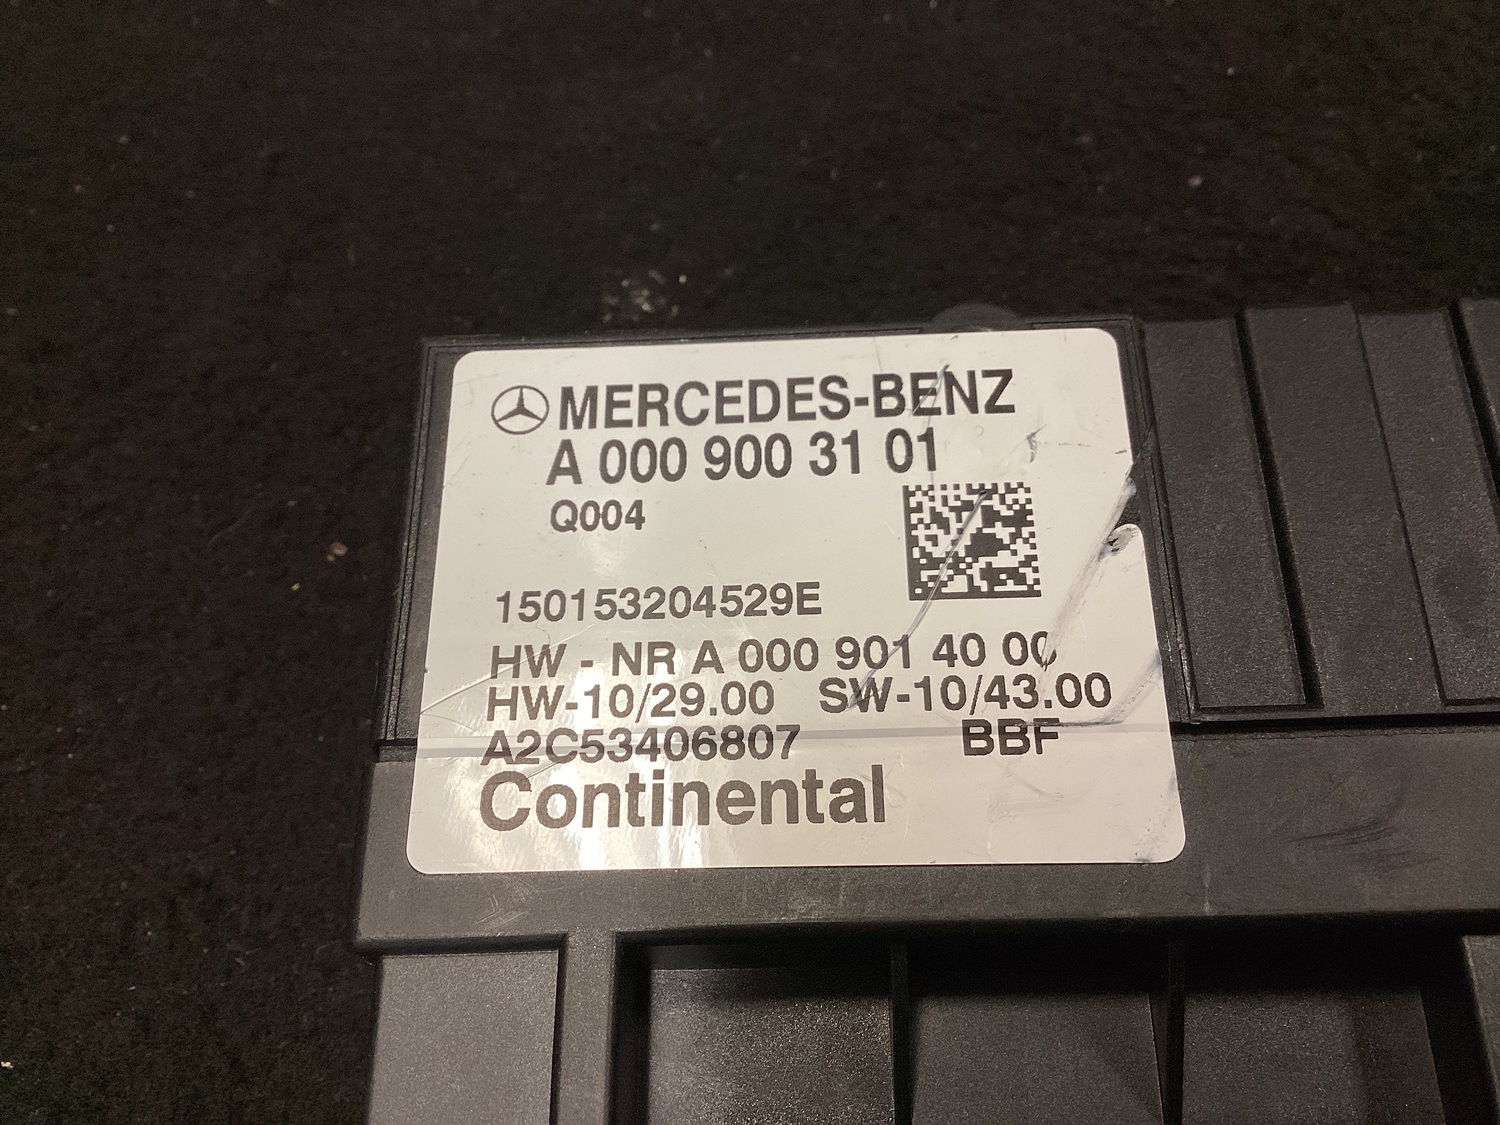 MERCEDES-BENZ
A 000 900 31 01
Q004
150153204529E
HW - NR A 000 901 40 00
HW-10/29.00 SW-10/43.00
A2C53406807 BBF
Continental